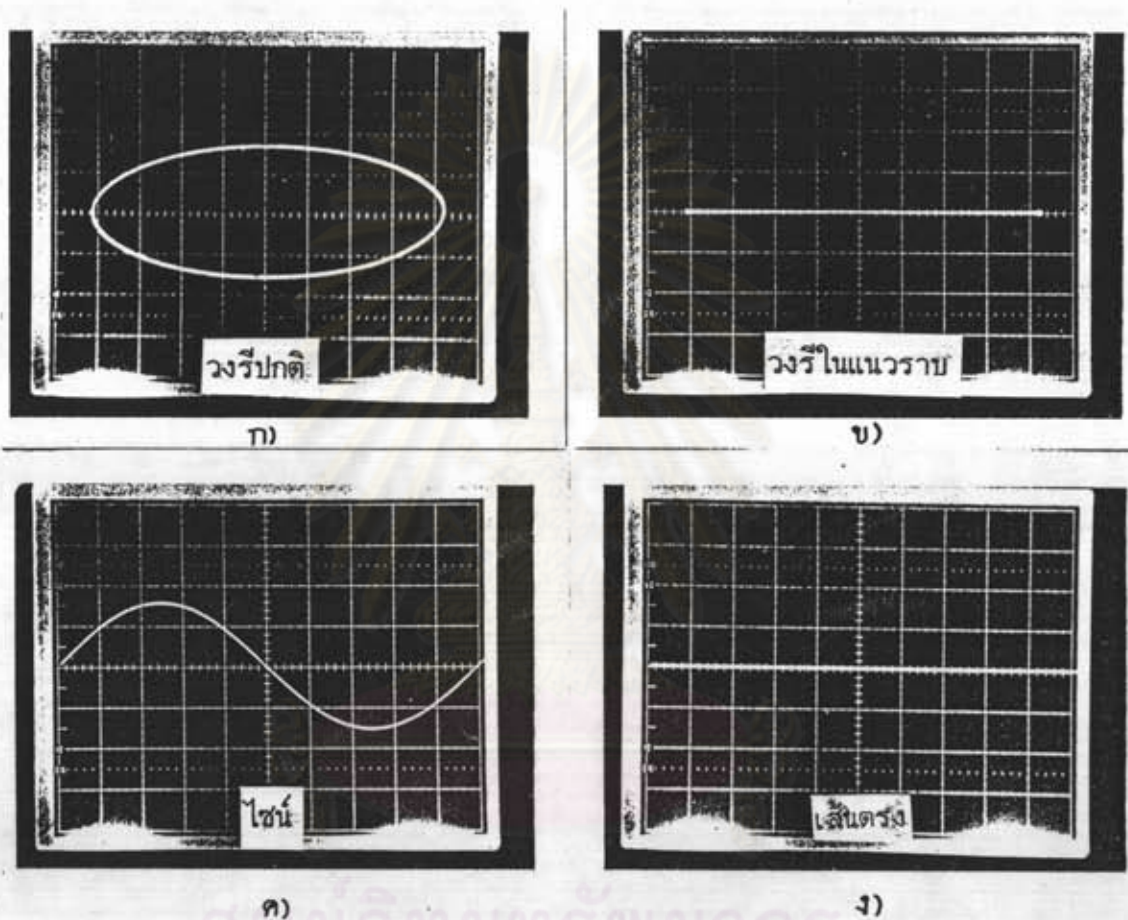 วงรีปกติ
วงรีในแนวราบ
ก)
ข)
ไซน์
เส้นตรง
ค)
ง)